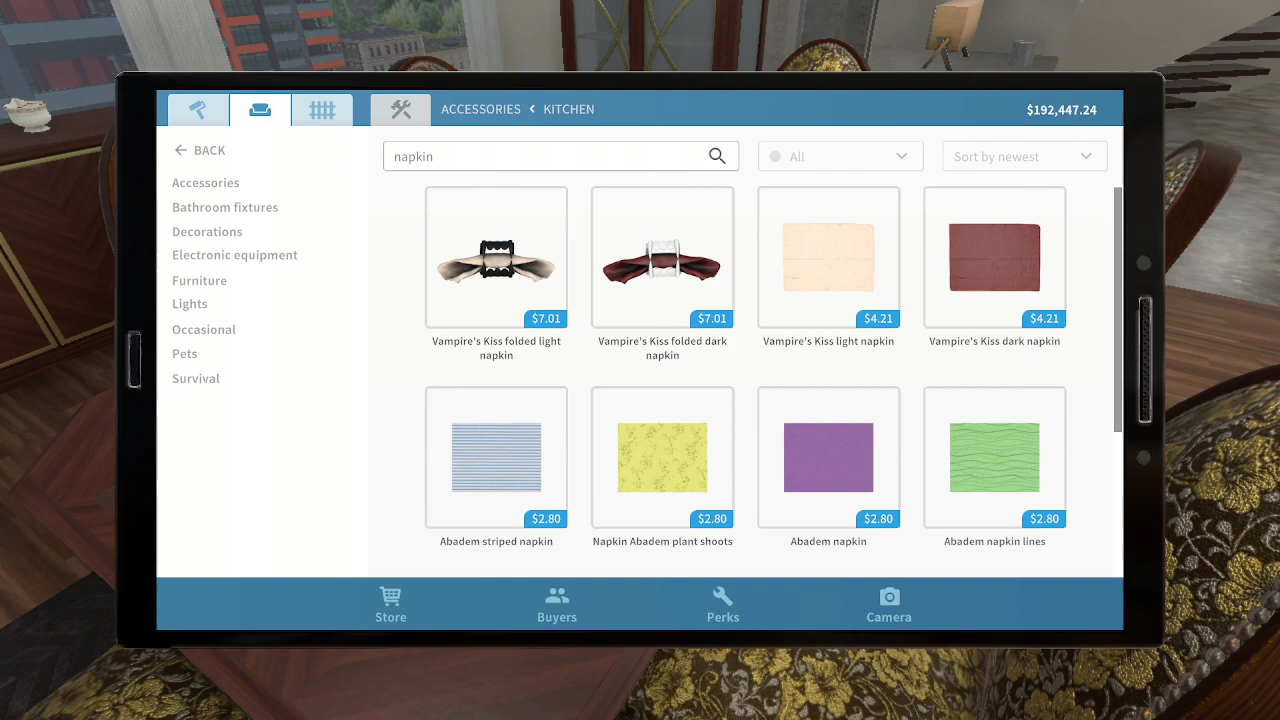 ACCESSORIES < KITCHEN
$192,447.24
BACK
napkin
All
Sort by newest
Accessories
Bathroom fixtures
Decorations
Electronic equipment
Furniture
Lights
Occasional
Pets
Survival
$7.01
$7.01
$4.21
$4.21
Vampire's Kiss folded light
napkin
Vampire's Kiss folded dark
napkin
Vampire's Kiss light napkin
Vampire's Kiss dark napkin
$2.80
$2.80
$2.80
$2.80
Abadem striped napkin
Napkin Abadem plant shoots
Abadem napkin
Abadem napkin lines
Store
Buyers
Perks
Camera